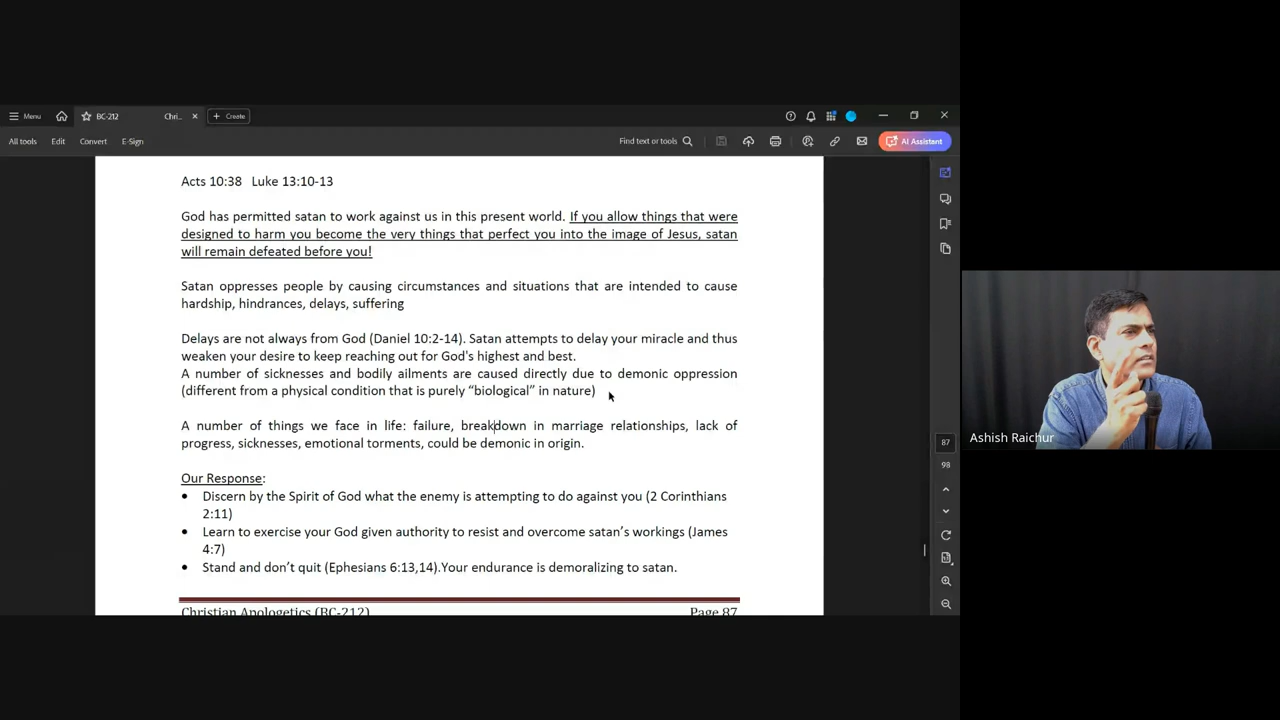 Menu
BC-212
Chri...
Create
All tools
Edit
Convert
E-Sign
Find text or tools
AI Assistant
Acts 10:38 Luke 13:10-13
God has permitted satan to work against us in this present world. If you allow things that were
designed to harm you become the very things that perfect you into the image of Jesus, satan
will remain defeated before you!
Satan oppresses people by causing circumstances and situations that are intended to cause
hardship, hindrances, delays, suffering
Delays are not always from God (Daniel 10:2-14). Satan attempts to delay your miracle and thus
weaken your desire to keep reaching out for God's highest and best.
A number of sicknesses and bodily ailments are caused directly due to demonic oppression
(different from a physical condition that is purely “biological” in nature)
A number of things we face in life: failure, breakdown in marriage relationships, lack of
progress, sicknesses, emotional torments, could be demonic in origin.
Our Response:
• Discern by the Spirit of God what the enemy is attempting to do against you (2 Corinthians
2:11)
• Learn to exercise your God given authority to resist and overcome satan’s workings (James
4:7)
• Stand and don’t quit (Ephesians 6:13,14).Your endurance is demoralizing to satan.
Christian Apologetics (BC-212) Page 87
87
98
Ashish Raichur